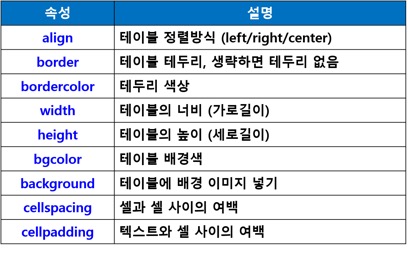 속성 설명
align 테이블 정렬방식 (left/right/center)
border 테이블 테두리, 생략하면 테두리 없음
bordercolor 테두리 색상
width 테이블의 너비 (가로길이)
height 테이블의 높이 (세로길이)
bgcolor 테이블 배경색
background 테이블에 배경 이미지 넣기
cellspacing 셀과 셀 사이의 여백
cellpadding 텍스트와 셀 사이의 여백